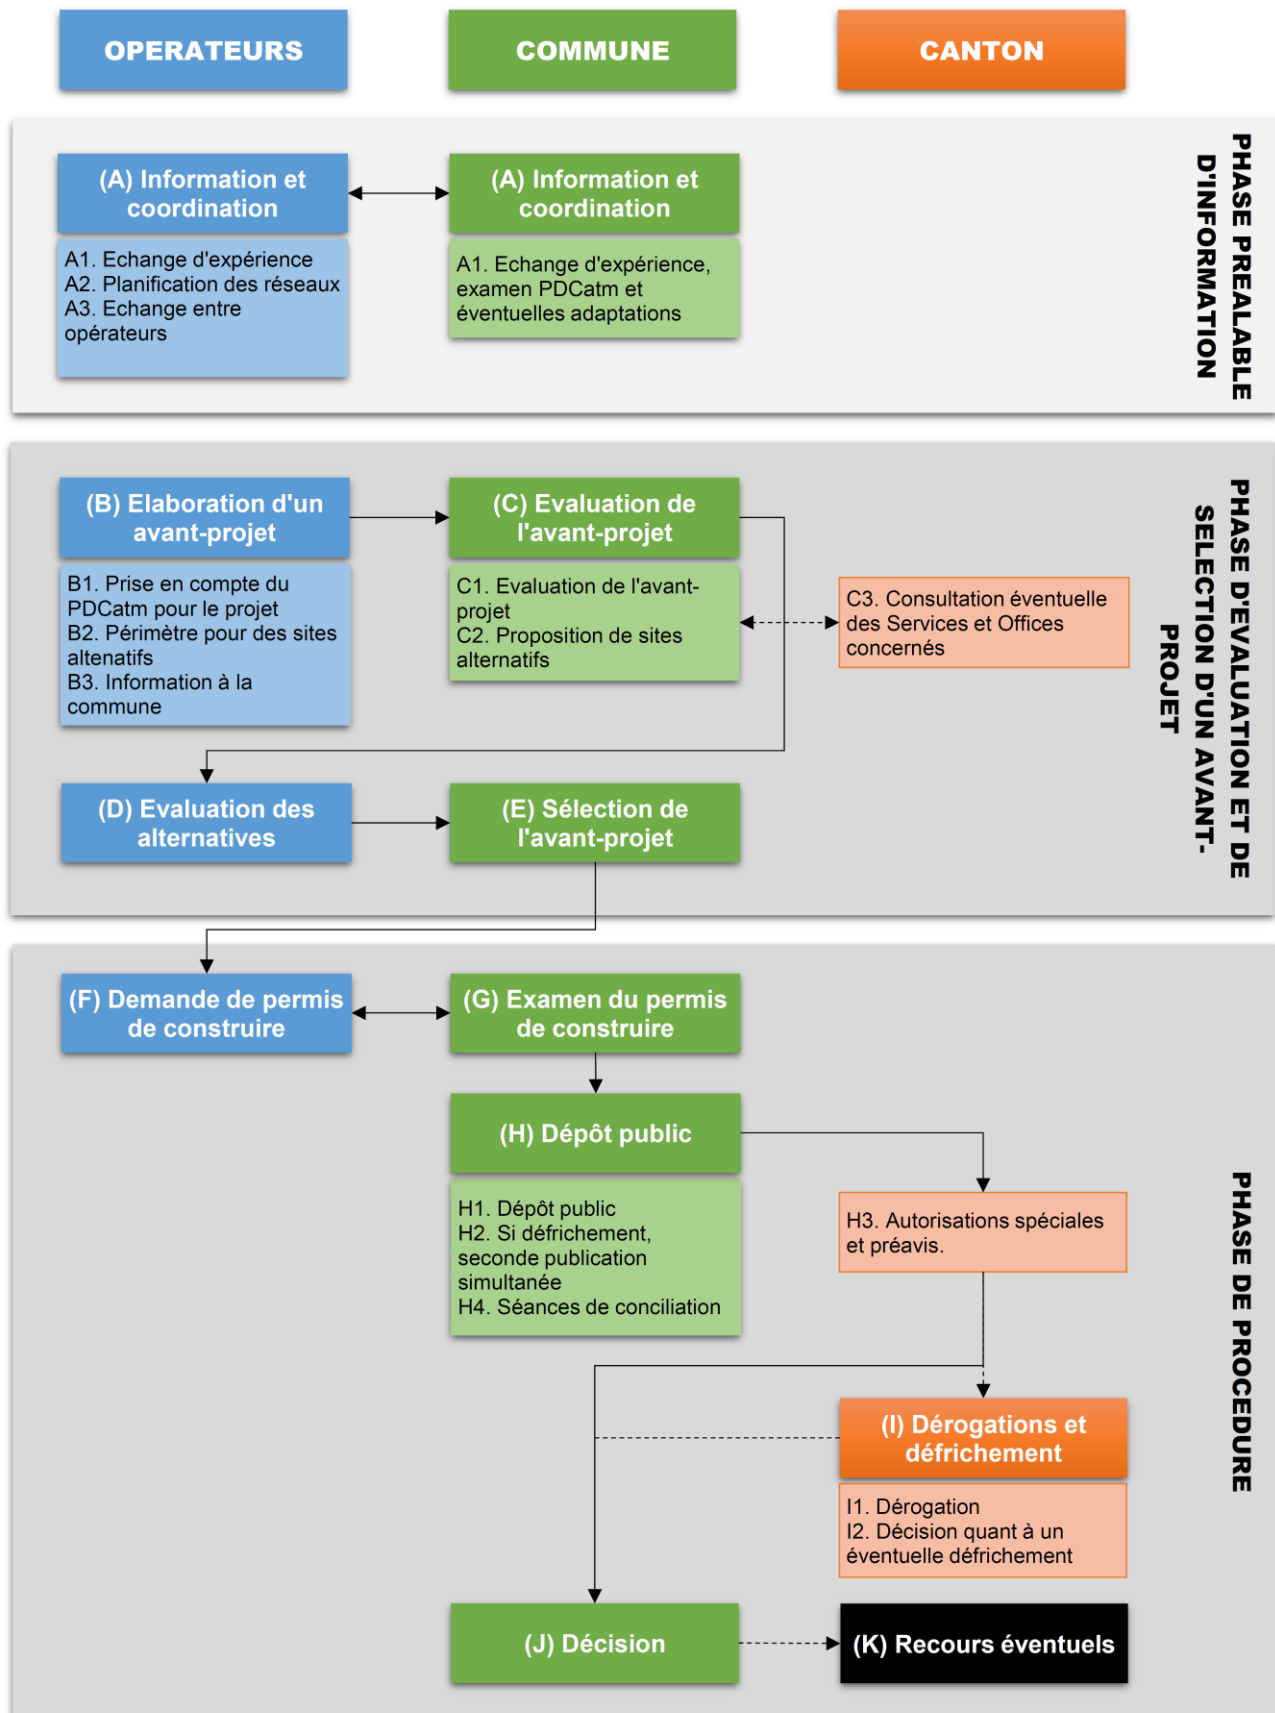 OPERATEURS
COMMUNE
CANTON
PHASE PREALABLE
D'INFORMATION
(A) Information et
coordination
(A) Information et
coordination
A1. Echange d'expérience
A2. Planification des réseaux
A3. Echange entre
opérateurs
A1. Echange d'expérience,
examen PDCatm et
éventuelles adaptations
PHASE D'EVALUATION ET DE
SELECTION D'UN AVANT-
PROJET
(B) Elaboration d'un
avant-projet
(C) Evaluation de
l'avant-projet
B1. Prise en compte du
PDCatm pour le projet
B2. Périmètre pour des sites
altenatifs
B3. Information à la
commune
C1. Evaluation de l'avant-
projet
C2. Proposition de sites
alternatifs
C3. Consultation éventuelle
des Services et Offices
concernés
(D) Evaluation des
alternatives
(E) Sélection de
l'avant-projet
PHASE DE PROCEDURE
(F) Demande de permis
de construire
(G) Examen du permis
de construire
(H) Dépôt public
H1. Dépôt public
H2. Si défrichement,
seconde publication
simultanée
H4. Séances de conciliation
H3. Autorisations spéciales
et préavis.
(I) Dérogations et
défrichement
I1. Dérogation
I2. Décision quant à un
éventuelle défrichement
(J) Décision
(K) Recours éventuels